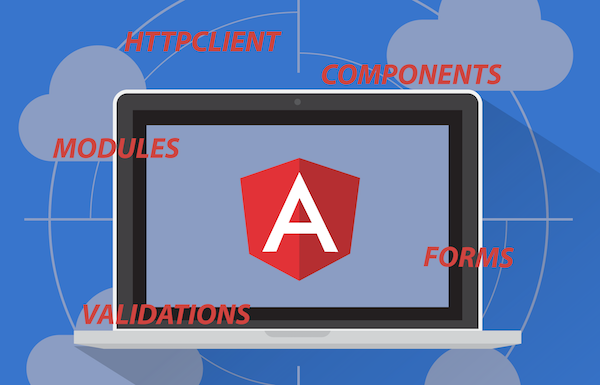 HTTPCLIENT
COMPONENTS
MODULES
A
FORMS
VALIDATIONS